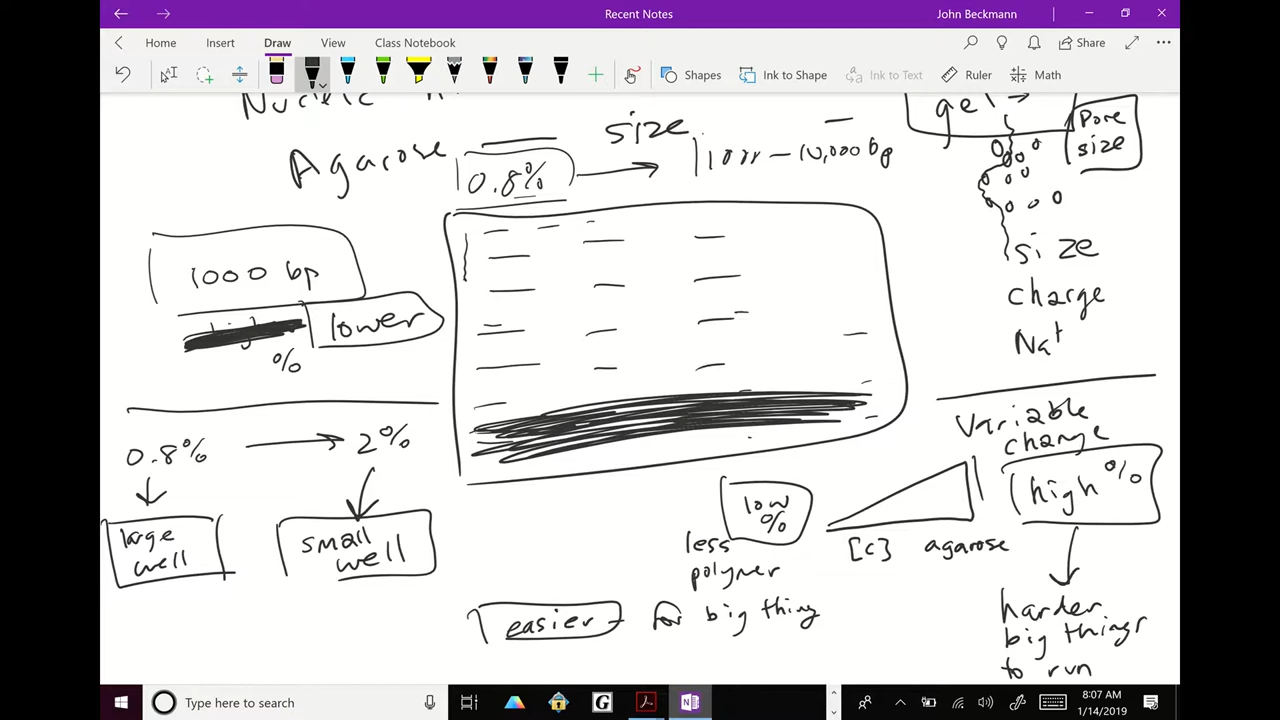 Recent Notes
John Beckmann
Home
Insert
Draw
View
Class Notebook
Share
Shapes
Ink to Shape
Ink to Text
Ruler
Math
Nucleic
Agarose
0.8%
size
10,000 bp
gel
Pore
size
size
charge
Nat
1000 bp
lower
%
0.8%
2%
large
well
small
well
Variable
change
low
%
less
polymer
[c] agarose
high %
easier for big thing
harder
big things
to run
Type here to search
8:07 AM
1/14/2019